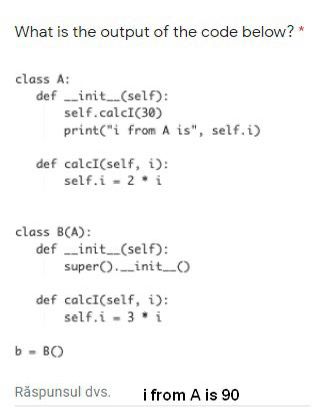 What is the output of the code below? *
class A:
def __init__(self):
self.calcI(30)
print("i from A is", self.i)
def calcI(self, i):
self.i = 2 * i
class B(A):
def __init__(self):
super().__init__()
def calcI(self, i):
self.i = 3 * i
b = B()
Răspunsul dvs.
i from A is 90